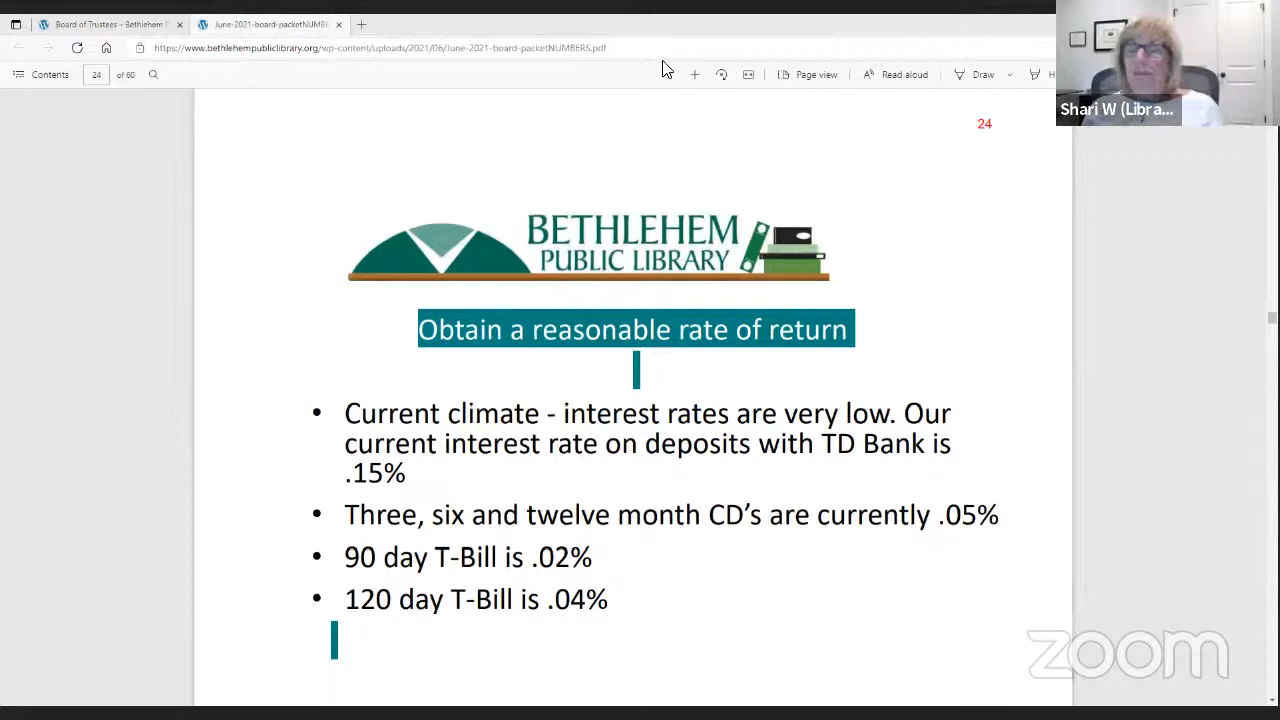 Board of Trustees – Bethlehem
June-2021-board-packetNUMBE
https://www.bethlehempubliclibrary.org/wp-content/uploads/2021/06/June-2021-board-packetNUMBERS.pdf
Contents 24 of 60 Page view Read aloud Draw
Shari W (Libra...
24
BETHLEHEM
PUBLIC LIBRARY
Obtain a reasonable rate of return
• Current climate - interest rates are very low. Our
current interest rate on deposits with TD Bank is
.15%
• Three, six and twelve month CD’s are currently .05%
• 90 day T-Bill is .02%
• 120 day T-Bill is .04%
zoom